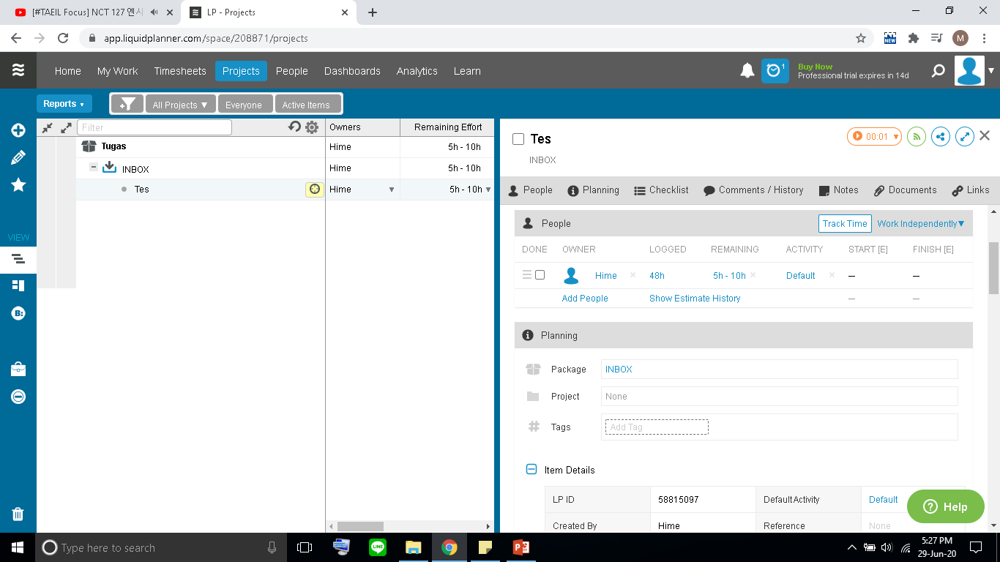 [#TAEIL Focus] NCT 127 엔시
LP - Projects
app.liquidplanner.com/space/208871/projects
NEW
M
Home My Work Timesheets Projects People Dashboards Analytics Learn
1
Buy Now
Professional trial expires in 14d
Reports
All Projects
Everyone
Active Items
Filter
Owners
Remaining Effort
Tugas
Hime
5h - 10h
INBOX
Hime
5h - 10h
Tes
Hime
5h - 10h
VIEW
B:
Tes
INBOX
00:01
People Planning Checklist Comments / History Notes Documents Links
People
Track Time
Work Independently
DONE OWNER LOGGED REMAINING ACTIVITY START [E] FINISH [E]
Hime 48h 5h - 10h Default — —
Add People Show Estimate History — —
Planning
Package INBOX
Project None
Tags Add Tag
Item Details
LP ID 58815097 Default Activity Default
Created By Hime Reference None
Help
Type here to search
LINE
5:27 PM
29-Jun-20